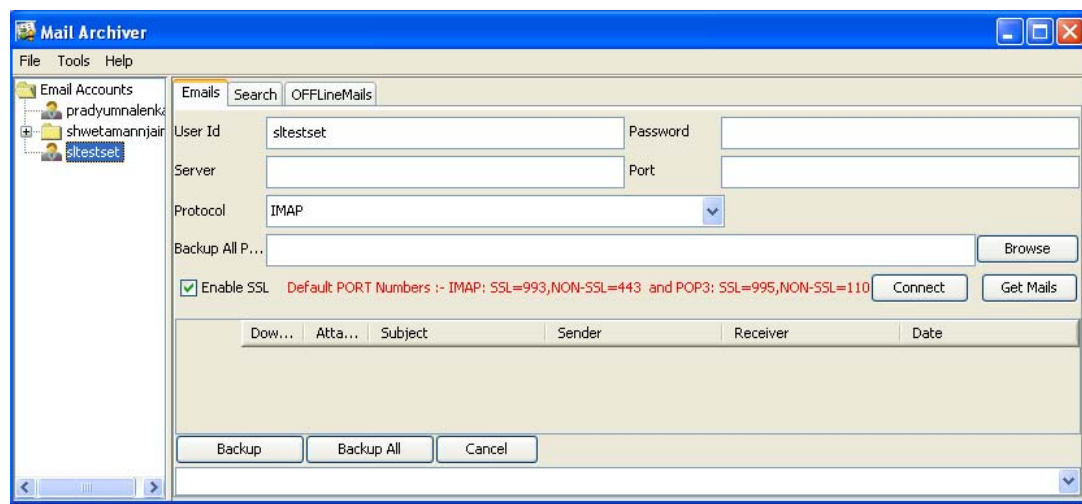 Mail Archiver
File Tools Help
Email Accounts
pradyumnalenka
shwetamannjain
sltestset
Emails Search OFFLineMails
User Id sltestset Password
Server Port
Protocol IMAP
Backup All P... Browse
Enable SSL Default PORT Numbers :- IMAP: SSL=993,NON-SSL=443 and POP3: SSL=995,NON-SSL=110 Connect Get Mails
Dow... Atta... Subject Sender Receiver Date
Backup Backup All Cancel